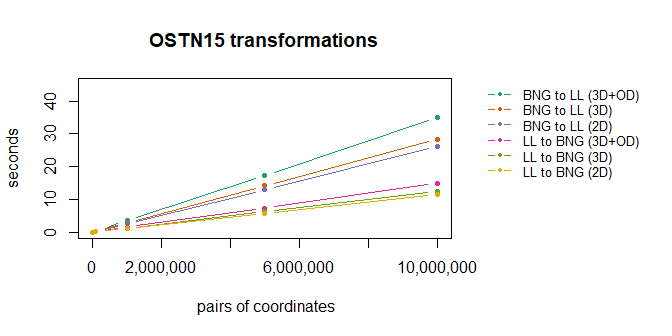 OSTN15 transformations
seconds
40
30
20
10
0
0
2,000,000
6,000,000
10,000,000
pairs of coordinates
BNG to LL (3D+OD)
BNG to LL (3D)
BNG to LL (2D)
LL to BNG (3D+OD)
LL to BNG (3D)
LL to BNG (2D)